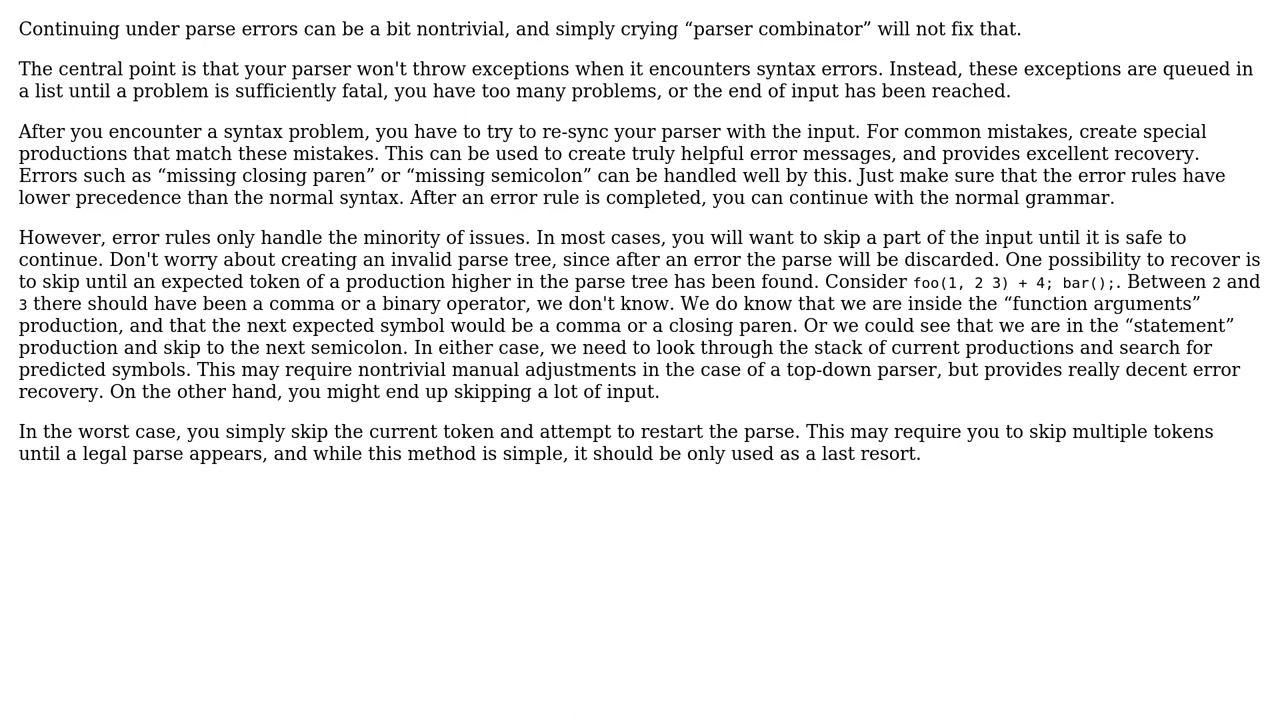 Continuing under parse errors can be a bit nontrivial, and simply crying “parser combinator” will not fix that.
The central point is that your parser won't throw exceptions when it encounters syntax errors. Instead, these exceptions are queued in
a list until a problem is sufficiently fatal, you have too many problems, or the end of input has been reached.
After you encounter a syntax problem, you have to try to re-sync your parser with the input. For common mistakes, create special
productions that match these mistakes. This can be used to create truly helpful error messages, and provides excellent recovery.
Errors such as “missing closing paren” or “missing semicolon” can be handled well by this. Just make sure that the error rules have
lower precedence than the normal syntax. After an error rule is completed, you can continue with the normal grammar.
However, error rules only handle the minority of issues. In most cases, you will want to skip a part of the input until it is safe to
continue. Don't worry about creating an invalid parse tree, since after an error the parse will be discarded. One possibility to recover is
to skip until an expected token of a production higher in the parse tree has been found. Consider foo(1, 2 3) + 4; bar();. Between 2 and
3 there should have been a comma or a binary operator, we don't know. We do know that we are inside the “function arguments”
production, and that the next expected symbol would be a comma or a closing paren. Or we could see that we are in the “statement”
production and skip to the next semicolon. In either case, we need to look through the stack of current productions and search for
predicted symbols. This may require nontrivial manual adjustments in the case of a top-down parser, but provides really decent error
recovery. On the other hand, you might end up skipping a lot of input.
In the worst case, you simply skip the current token and attempt to restart the parse. This may require you to skip multiple tokens
until a legal parse appears, and while this method is simple, it should be only used as a last resort.